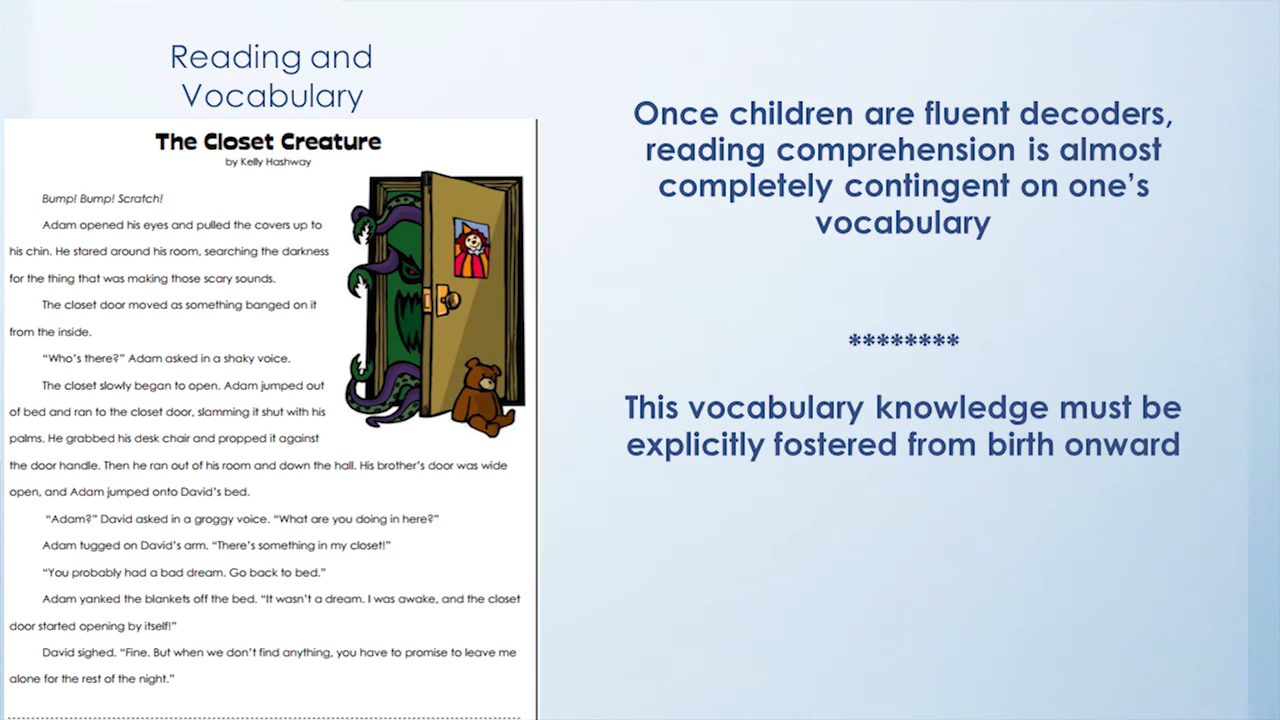 Reading and
Vocabulary
The Closet Creature
by Kelly Hashway
Bump! Bump! Scratch!
Adam opened his eyes and pulled the covers up to
his chin. He stared around his room, searching the darkness
for the thing that was making those scary sounds.
The closet door moved as something banged on it
from the inside.
“Who’s there?” Adam asked in a shaky voice.
The closet slowly began to open. Adam jumped out
of bed and ran to the closet door, slamming it shut with his
palms. He grabbed his desk chair and propped it against
the door handle. Then he ran out of his room and down the hall. His brother’s door was wide
open, and Adam jumped onto David’s bed.
“Adam?” David asked in a groggy voice. “What are you doing in here?”
Adam tugged on David’s arm. “There’s something in my closet!”
“You probably had a bad dream. Go back to bed.”
Adam yanked the blankets off the bed. “It wasn’t a dream. I was awake, and the closet
door started opening by itself!”
David sighed. “Fine. But when we don’t find anything, you have to promise to leave me
alone for the rest of the night.”
Once children are fluent decoders,
reading comprehension is almost
completely contingent on one’s
vocabulary
********
This vocabulary knowledge must be
explicitly fostered from birth onward